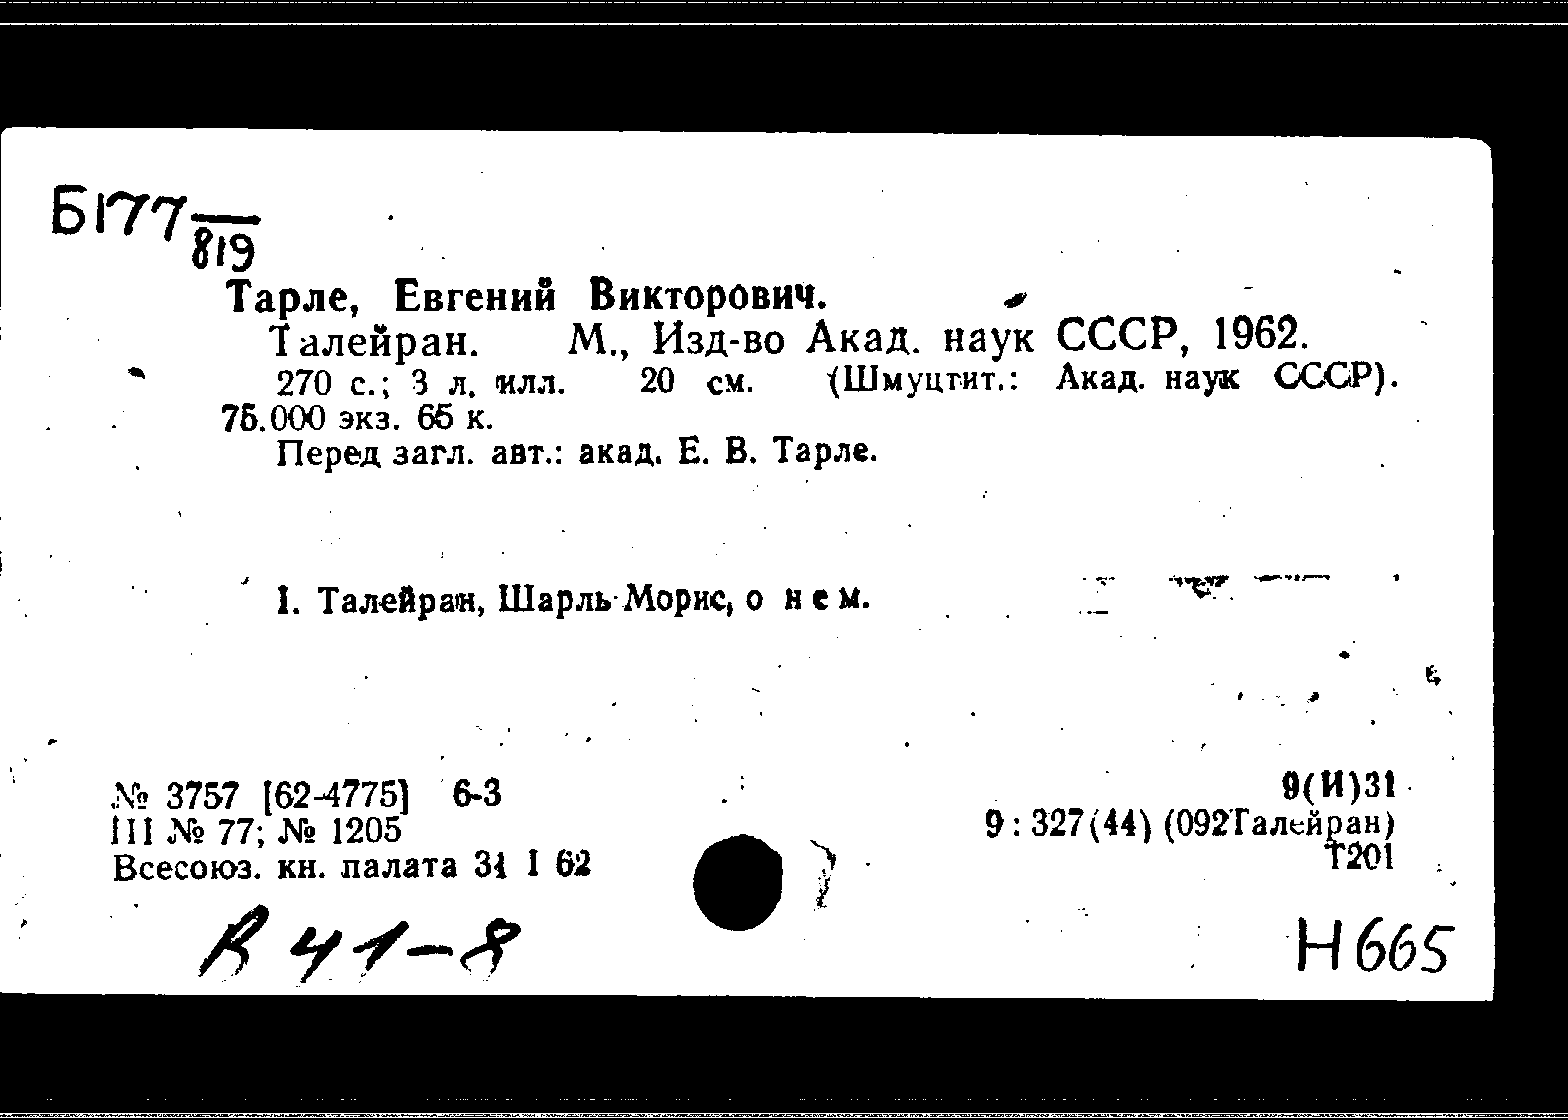 Б177
819
Тарле, Евгений Викторович.
Талейран. М., Изд-во Акад. наук СССР, 1962.
270 с.; 3 л. илл. 20 см. (Шмуцтит.: Акад. наук СССР).
75.000 экз. 65 к.
Перед загл. авт.: акад. Е. В. Тарле.
1. Талейран, Шарль Морис, о нем.
№ 3757 [62-4775] 6-3
9(И)31
III № 77; № 1205
9 : 327(44) (092Талейран)
Всесоюз. кн. палата 31 I 62
Т201
В 41-8
Н665